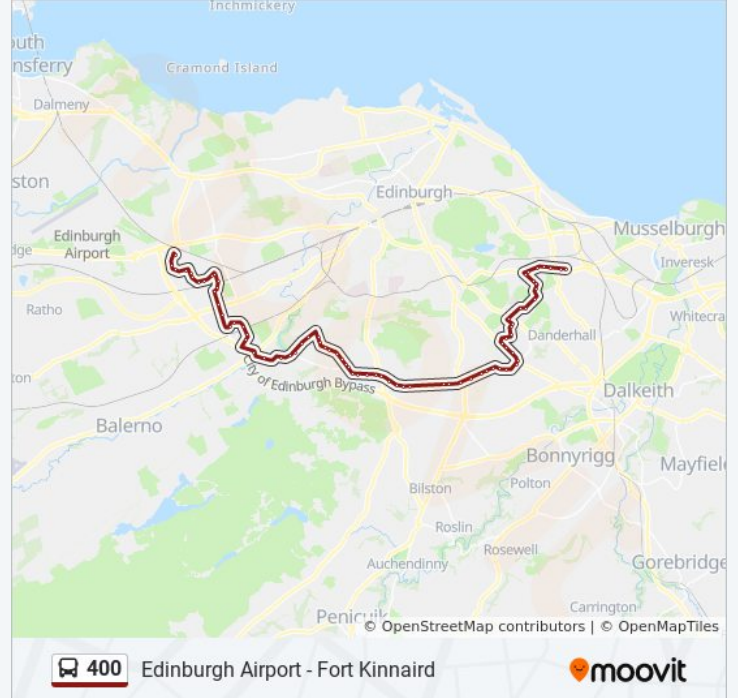 Inchmickery
outh
nsferry
Cramond Island
Dalmeny
ston
Edinburgh
Musselburgh
Edinburgh
Airport
dge
Inveresk
Ratho
Whitecra
Danderhall
ton
City of Edinburgh Bypass
Dalkeith
Balerno
Bonnyrigg
Mayfiel
Bilston
Polton
Roslin
Rosewell
Auchendinny
Gorebridge
Carrington
Penicuik
© OpenStreetMap contributors | © OpenMapTiles
400 Edinburgh Airport - Fort Kinnaird
moovit